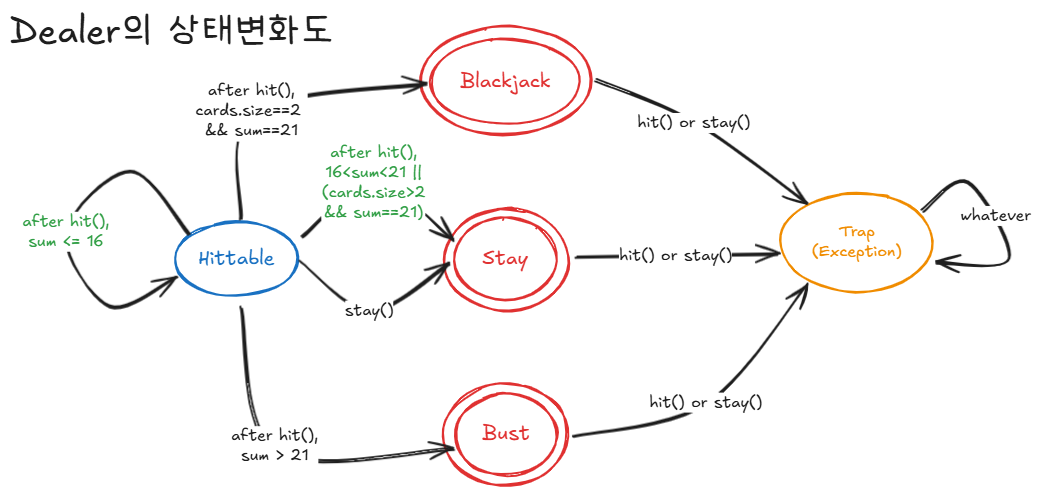 Dealer의 상태변화도
after hit(),
cards.size==2
&& sum==21
Blackjack
hit() or stay()
after hit(),
16<sum<21 ||
(cards.size>2
&& sum==21)
after hit(),
sum <= 16
Hittable
Stay
hit() or stay()
Trap
(Exception)
whatever
stay()
after hit(),
sum > 21
Bust
hit() or stay()